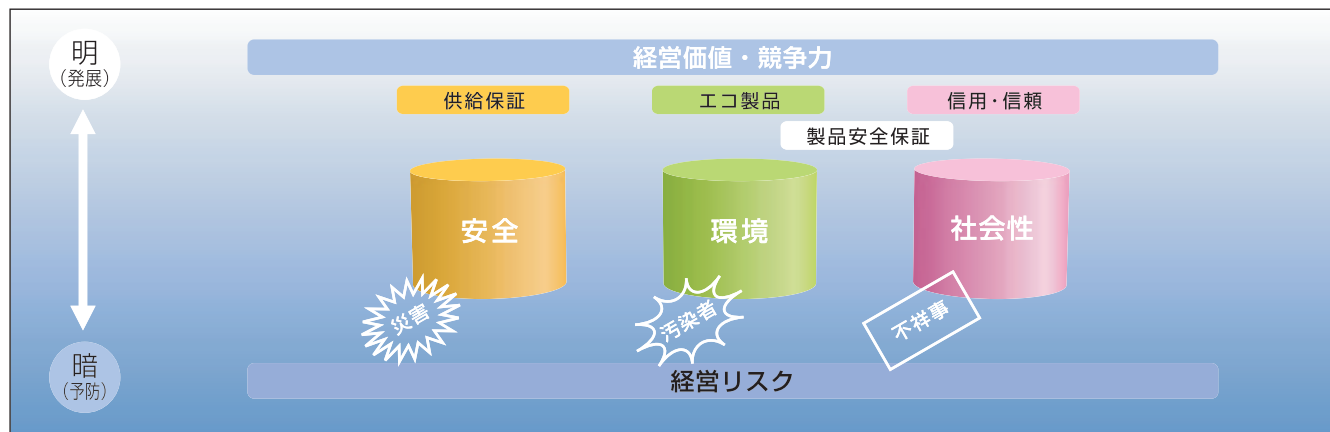 明
(発展)
経営価値・競争力
供給保証
エコ製品
信用・信頼
製品安全保証
安全
環境
社会性
災害
汚染者
不祥事
暗
(予防)
経営リスク